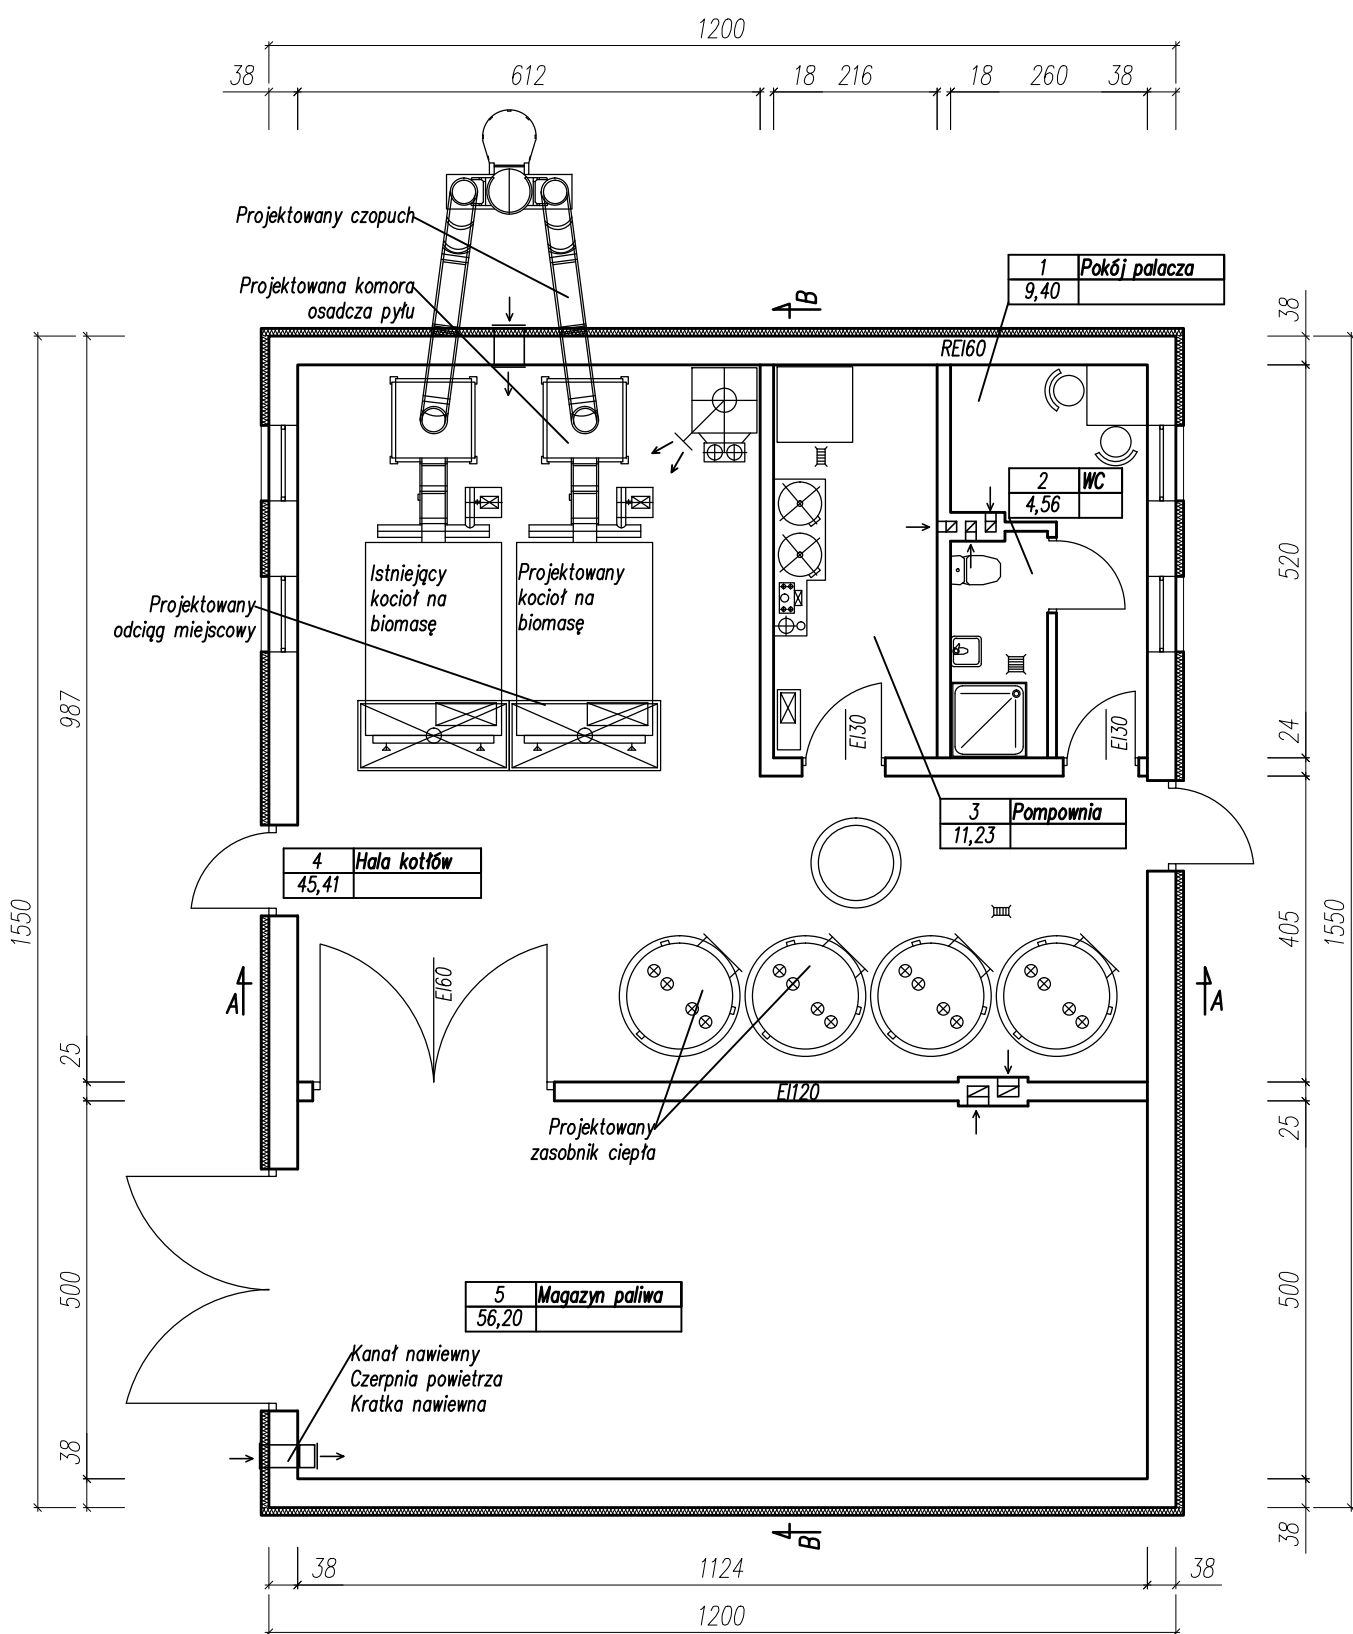 1200
38
612
18
216
18
260
38
Projektowany czopuch
Projektowana komora
osadcza pyłu
B
1
Pokój palacza
9,40
38
REI60
2
WC
4,56
Istniejący
kocioł na
biomasę
Projektowany
kocioł na
biomasę
520
Projektowany
odciąg miejscowy
987
EI30
EI30
24
3
Pompownia
11,23
4
Hala kotłów
45,41
1550
405
1550
EI60
A
A
25
EI120
Projektowany
zasobnik ciepła
25
500
5
Magazyn paliwa
56,20
500
Kanał nawiewny
Czerpnia powietrza
Kratka nawiewna
38
B
38
38
1124
38
1200